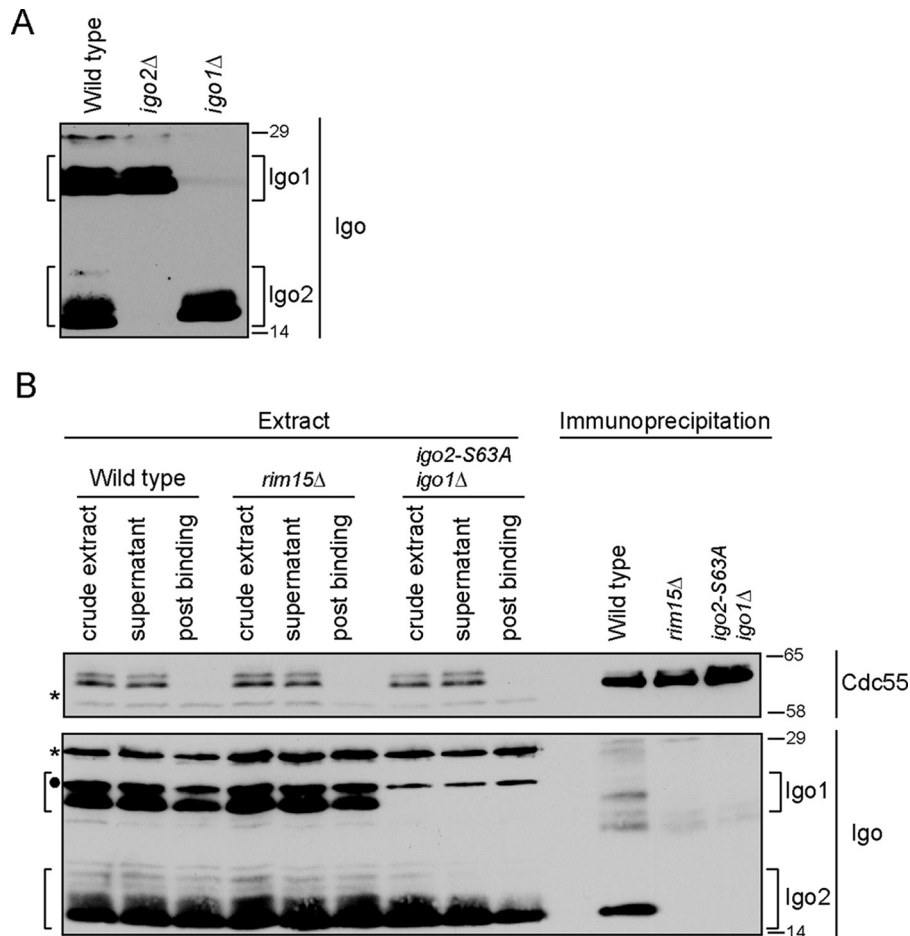 A
Wild type
igo2Δ
igo1Δ
29
Igo1
Igo
Igo2
14
B
Extract
Immunoprecipitation
Wild type
rim15Δ
igo2-S63A
igo1Δ
crude extract
supernatant
post binding
crude extract
supernatant
post binding
crude extract
supernatant
post binding
Wild type
rim15Δ
igo2-S63A
igo1Δ
65
Cdc55
*
58
29
*
●
Igo1
Igo
Igo2
14